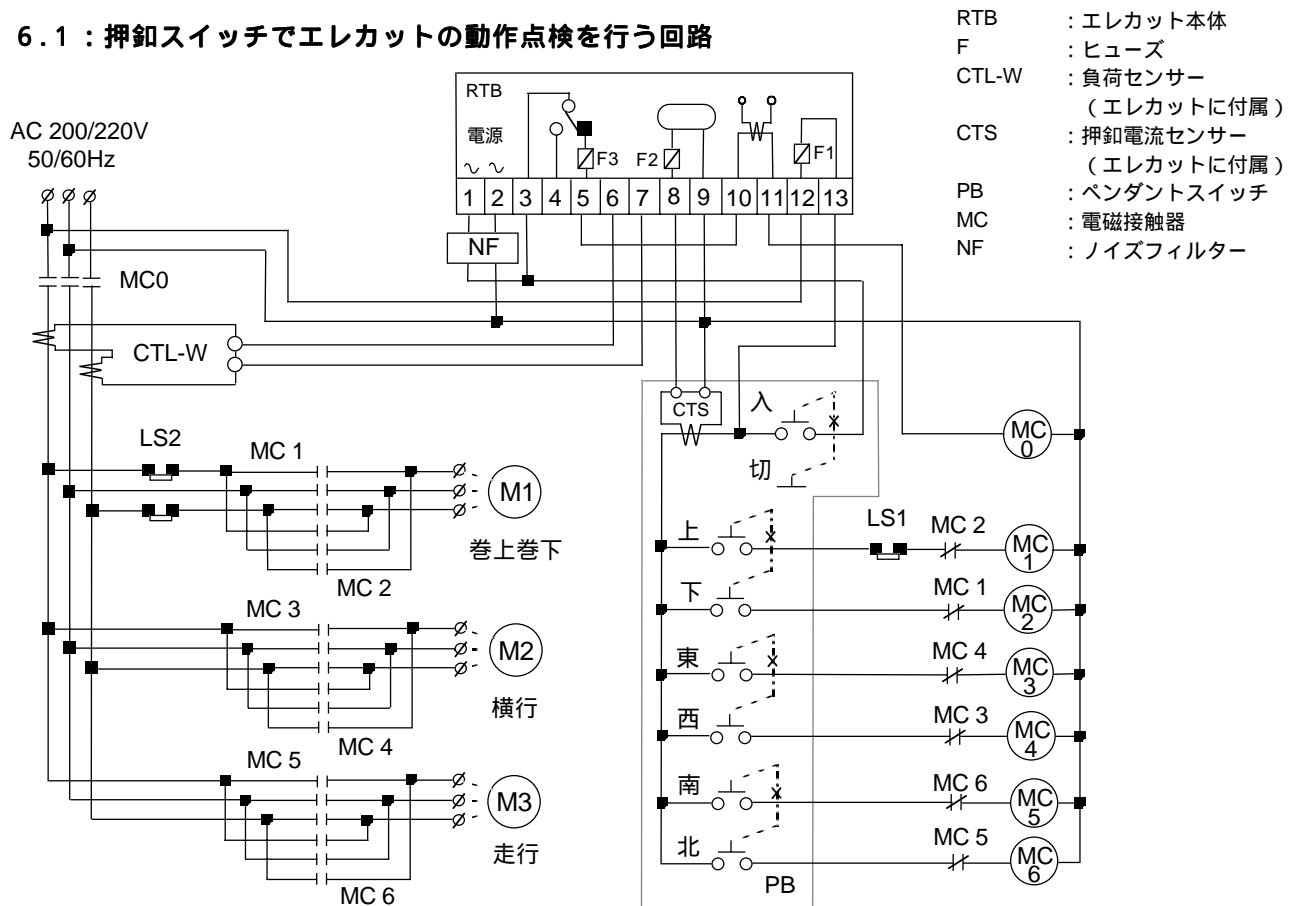 6.1：押釦スイッチでエレカットの動作点検を行う回路
RTB ：エレカット本体
F ：ヒューズ
CTL-W ：負荷センサー
（エレカットに付属）
CTS ：押釦電流センサー
（エレカットに付属）
PB ：ペンダントスイッチ
MC ：電磁接触器
NF ：ノイズフィルター
AC 200/220V
50/60Hz
RTB
電源
F3
F2
F1
1 2 3 4 5 6 7 8 9 10 11 12 13
NF
MC0
CTL-W
CTS
入
切
MC 0
LS2
MC 1
M1
巻上巻下
MC 2
上
LS1
MC 2
MC 1
下
MC 1
MC 2
MC 3
M2
横行
MC 4
東
MC 4
MC 3
西
MC 3
MC 4
MC 5
M3
走行
MC 6
南
MC 6
MC 5
北
MC 5
MC 6
PB